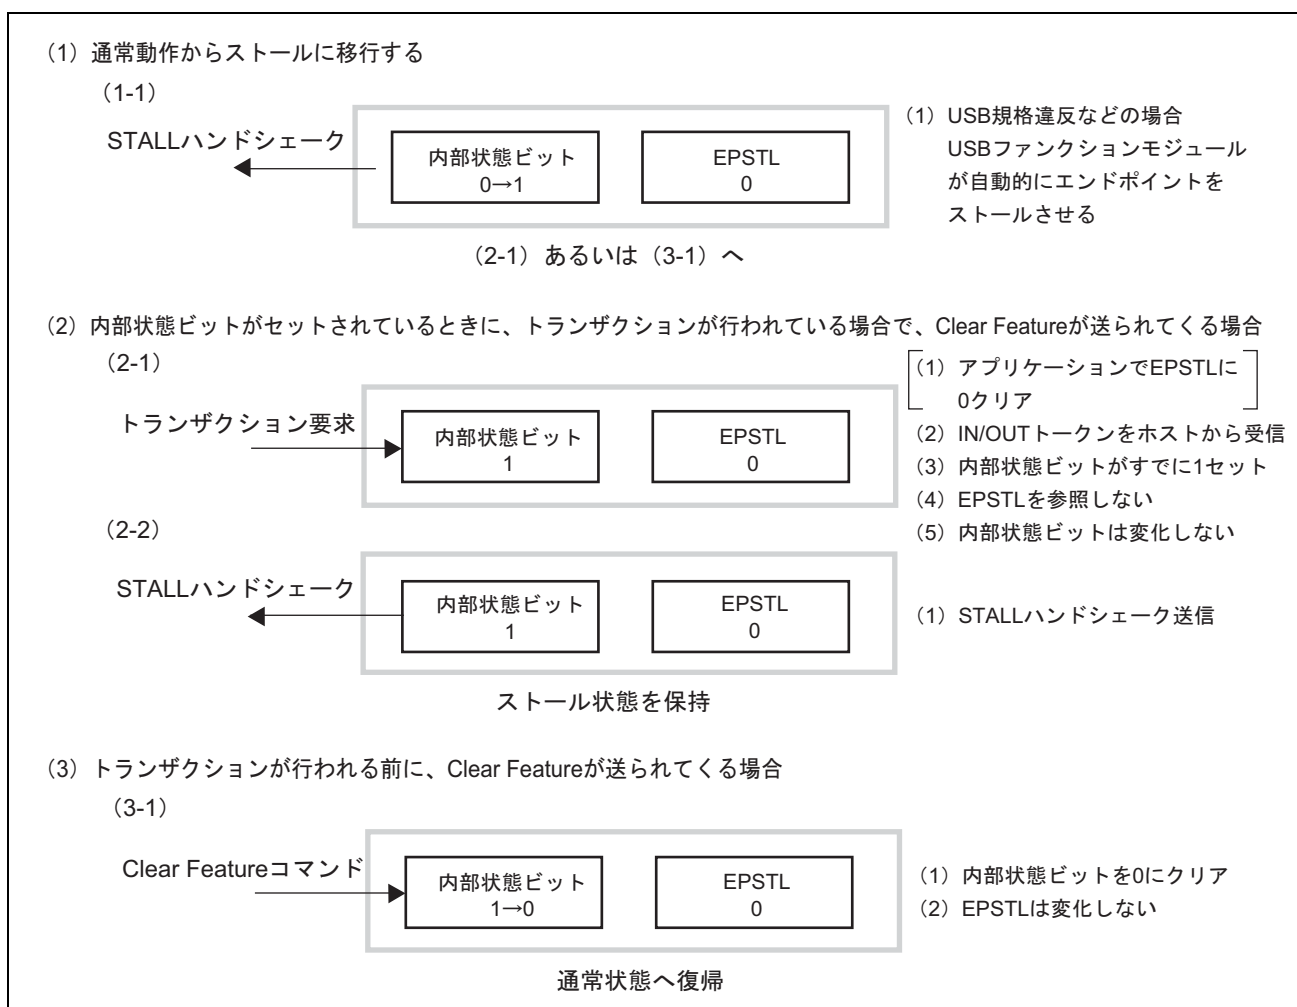 （1）通常動作からストールに移行する
（1-1）
STALLハンドシェーク
内部状態ビット
0→1
EPSTL
0
（1）USB規格違反などの場合
USBファンクションモジュール
が自動的にエンドポイントを
ストールさせる
（2-1）あるいは（3-1）へ
（2）内部状態ビットがセットされているときに、トランザクションが行われている場合で、Clear Featureが送られてくる場合
（2-1）
トランザクション要求
内部状態ビット
1
EPSTL
0
（1）アプリケーションでEPSTLに
0クリア
（2）IN/OUTトークンをホストから受信
（3）内部状態ビットがすでに1セット
（4）EPSTLを参照しない
（5）内部状態ビットは変化しない
（2-2）
STALLハンドシェーク
内部状態ビット
1
EPSTL
0
（1）STALLハンドシェーク送信
ストール状態を保持
（3）トランザクションが行われる前に、Clear Featureが送られてくる場合
（3-1）
Clear Featureコマンド
内部状態ビット
1→0
EPSTL
0
（1）内部状態ビットを0にクリア
（2）EPSTLは変化しない
通常状態へ復帰